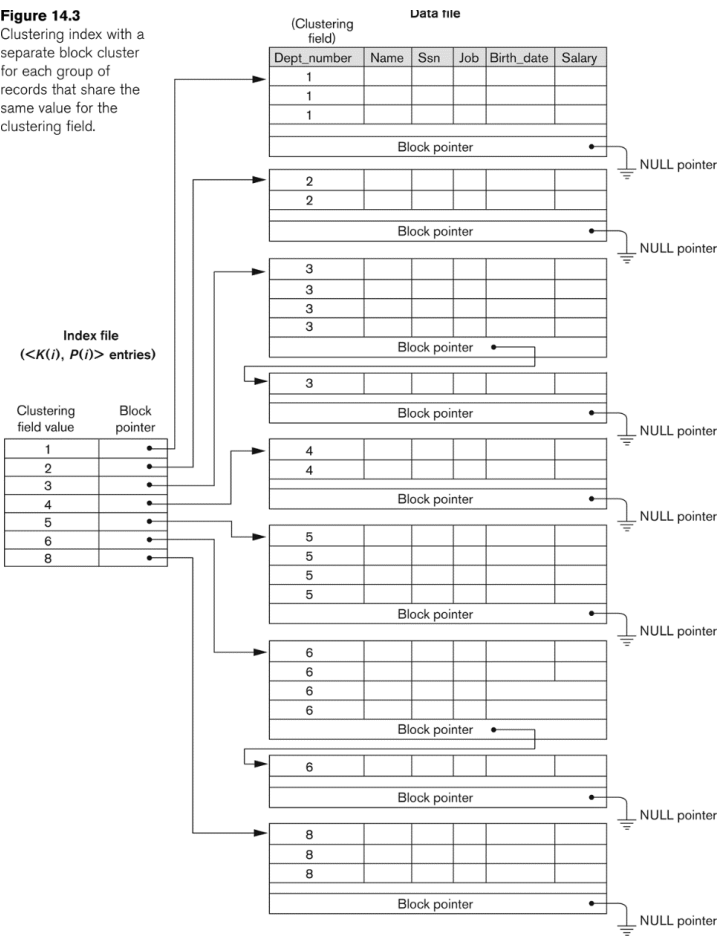 Figure 14.3
Clustering index with a
separate block cluster
for each group of
records that share the
same value for the
clustering field.
Data file
(Clustering
field)
Dept_number Name Ssn Job Birth_date Salary
1
1
1
Block pointer
NULL pointer
2
2
Block pointer
NULL pointer
3
3
3
3
Block pointer
3
Block pointer
NULL pointer
4
4
Block pointer
NULL pointer
5
5
5
5
Block pointer
NULL pointer
6
6
6
6
Block pointer
6
Block pointer
NULL pointer
8
8
8
Block pointer
NULL pointer
Index file
(<K(i), P(i)> entries)
Clustering
field value
Block
pointer
1
2
3
4
5
6
8